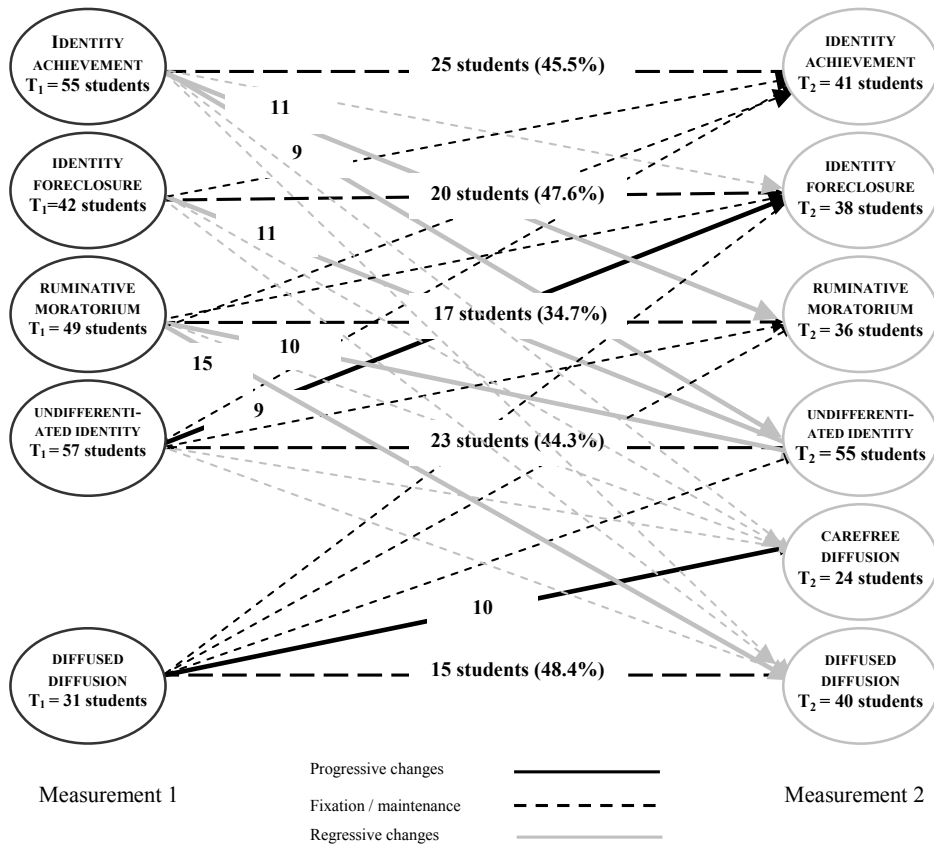 IDENTITY
ACHIEVEMENT
T1 = 55 students
25 students (45.5%)
IDENTITY
ACHIEVEMENT
T2 = 41 students
11
9
IDENTITY
FORECLOSURE
T1=42 students
20 students (47.6%)
IDENTITY
FORECLOSURE
T2 = 38 students
11
RUMINATIVE
MORATORIUM
T1 = 49 students
17 students (34.7%)
RUMINATIVE
MORATORIUM
T2 = 36 students
15
10
9
UNDIFFERENTI-
ATED IDENTITY
T1 = 57 students
23 students (44.3%)
UNDIFFERENTI-
ATED IDENTITY
T2 = 55 students
CAREFREE
DIFFUSION
T2 = 24 students
10
DIFFUSED
DIFFUSION
T1 = 31 students
15 students (48.4%)
DIFFUSED
DIFFUSION
T2 = 40 students
Measurement 1
Progressive changes
Fixation / maintenance
Regressive changes
Measurement 2